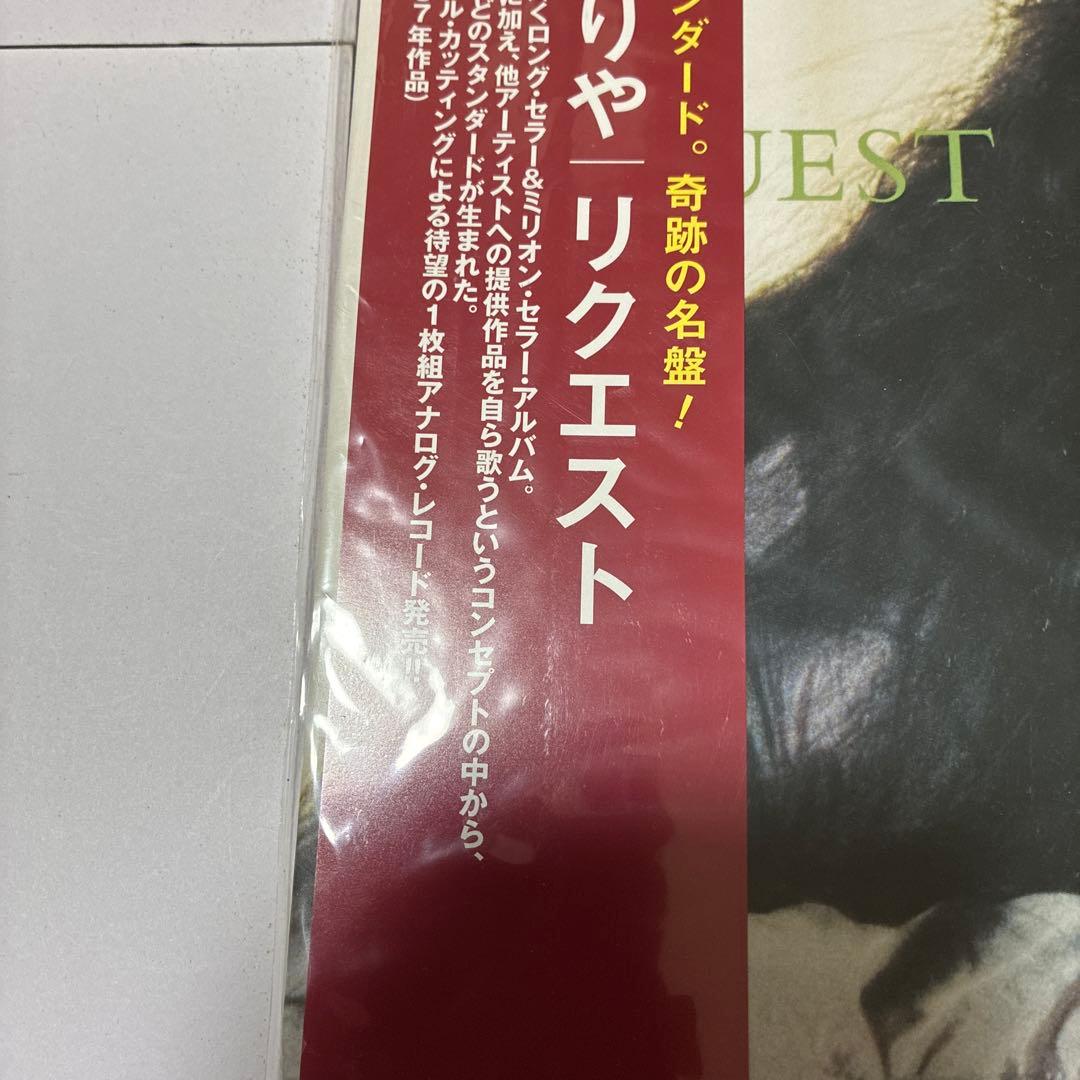 ンダード。奇跡の名盤!
りや|リクエスト
くロング・セラー&ミリオン・セラー・アルバム。
に加え、他アーティストへの提供作品を自ら歌うというコンセプトの中から、
どのスタンダードが生まれた。
ル・カッティングによる待望の1枚組アナログ・レコード発売!!
7年作品)
UEST